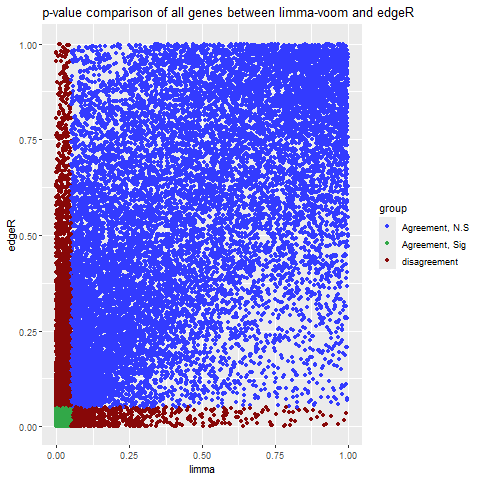 p-value comparison of all genes between limma-voom and edgeR
1.00
0.75
0.50
0.25
0.00
edgeR
0.00 0.25 0.50 0.75 1.00
limma
group
Agreement, N.S
Agreement, Sig
disagreement